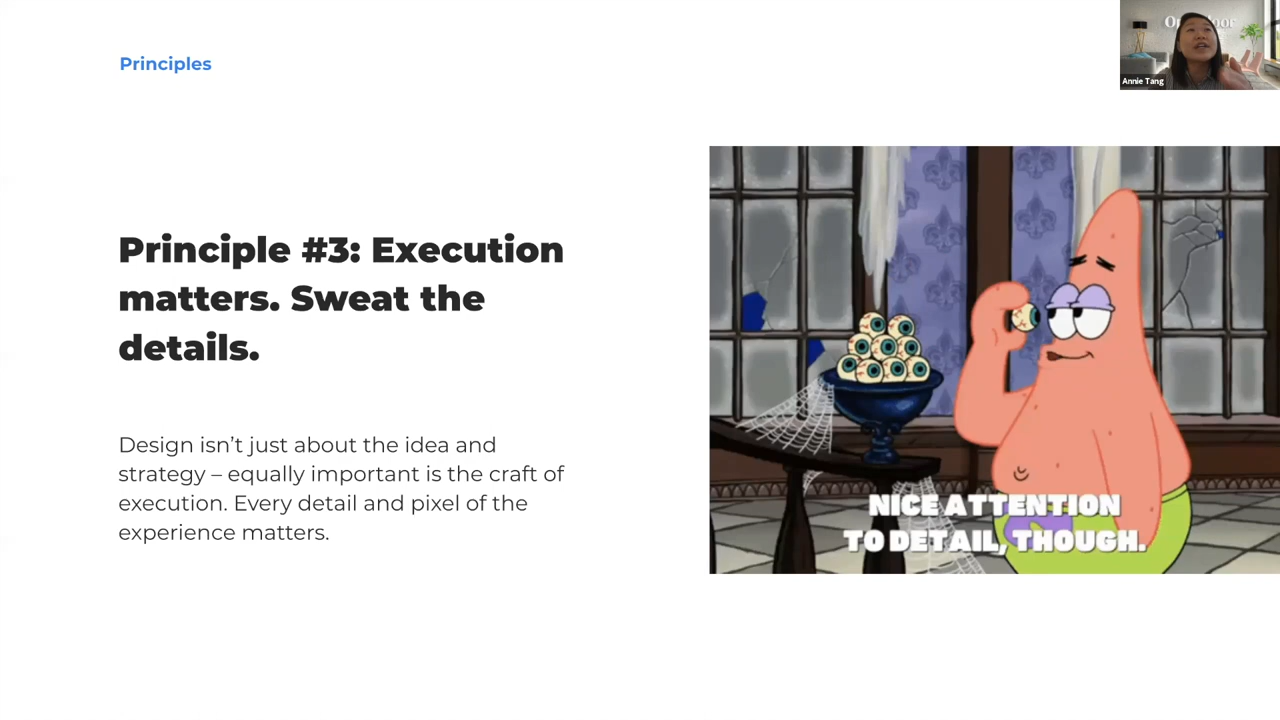 Principles
Annie Tang
Principle #3: Execution
matters. Sweat the
details.
Design isn’t just about the idea and
strategy – equally important is the craft of
execution. Every detail and pixel of the
experience matters.
NICE ATTENTION
TO DETAIL, THOUGH.